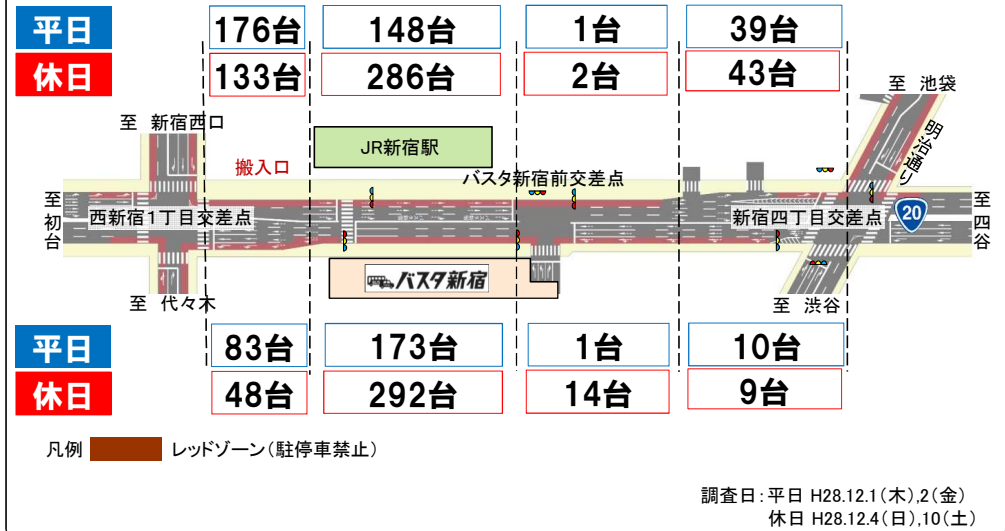 平日 176台 148台 1台 39台
休日 133台 286台 2台 43台
至 池袋
至 新宿西口
JR新宿駅
明治通り
搬入口
バスタ新宿前交差点
至初台
西新宿1丁目交差点
新宿四丁目交差点
20
至四谷
バスタ新宿
至 代々木
至 渋谷
平日 83台 173台 1台 10台
休日 48台 292台 14台 9台
凡例 レッドゾーン(駐停車禁止)
調査日:平日 H28.12.1(木),2(金)
休日 H28.12.4(日),10(土)